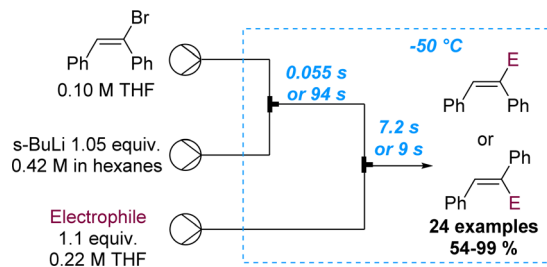 Br
Ph
Ph
0.10 M THF
s-BuLi 1.05 equiv.
0.42 M in hexanes
Electrophile
1.1 equiv.
0.22 M THF
-50 °C
0.055 s
or 94 s
7.2 s
or 9 s
E
Ph
Ph
or
Ph
Ph
E
24 examples
54-99 %